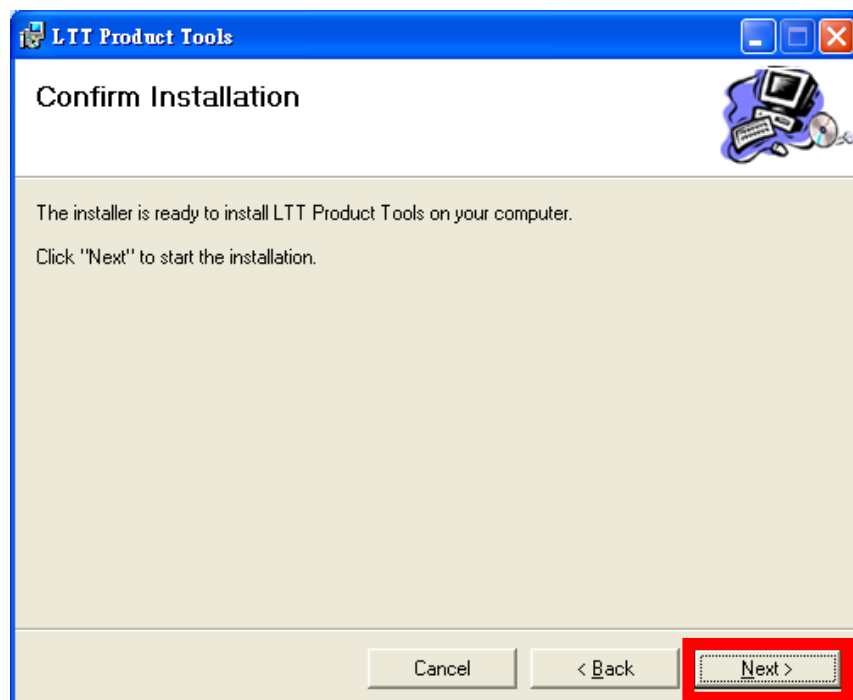 LTT Product Tools
Confirm Installation
The installer is ready to install LTT Product Tools on your computer.
Click "Next" to start the installation.
Cancel
< Back
Next >